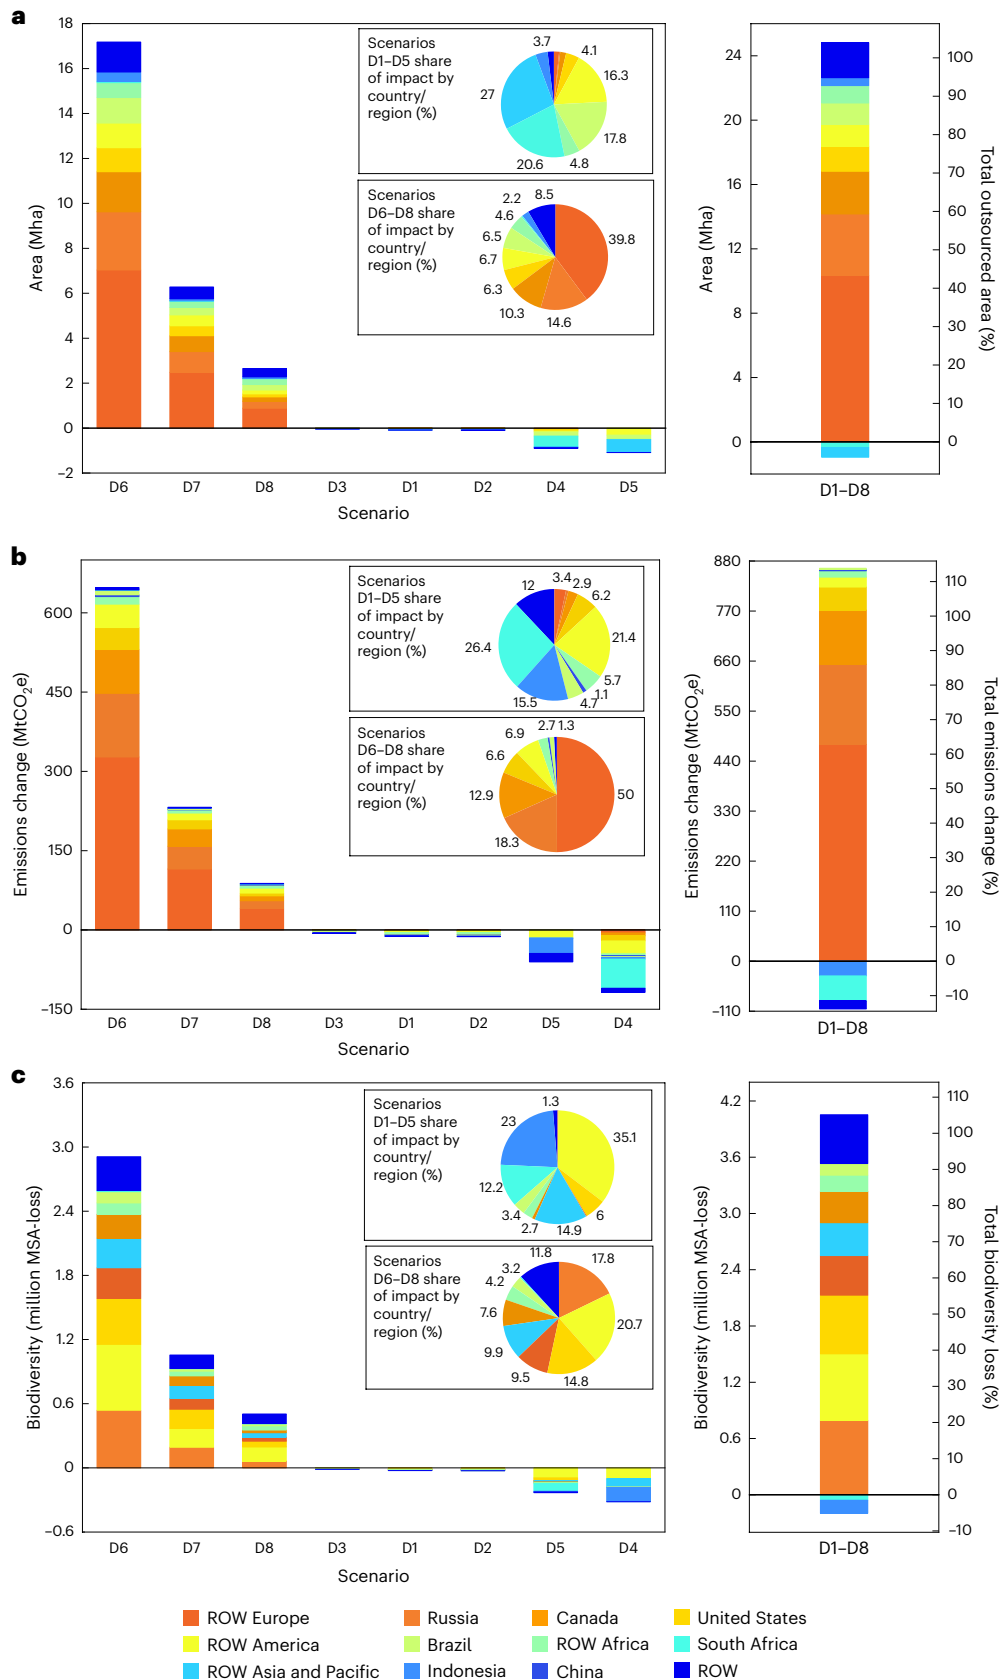 a
18
16
14
12
10
8
6
4
2
0
–2
Area (Mha)
Scenarios
D1–D5 share
of impact by
country/
region (%)
3.7
4.1
16.3
17.8
4.8
20.6
27
Scenarios
D6–D8 share
of impact by
country/
region (%)
8.5
39.8
14.6
10.3
6.3
6.7
6.5
4.6
2.2
D6 D7 D8 D3 D1 D2 D4 D5
Scenario
24
20
16
12
8
4
0
Area (Mha)
100
90
80
70
60
50
40
30
20
10
0
Total outsourced area (%)
D1–D8
b
600
450
300
150
0
–150
Emissions change (MtCO2e)
Scenarios
D1–D5 share
of impact by
country/
region (%)
12
3.4
2.9
6.2
21.4
5.7
1.1
4.7
15.5
26.4
Scenarios
D6–D8 share
of impact by
country/
region (%)
2.7
1.3
50
18.3
12.9
6.6
6.9
D6 D7 D8 D3 D1 D2 D5 D4
Scenario
880
770
660
550
440
330
220
110
0
–110
Emissions change (MtCO2e)
110
100
90
80
70
60
50
40
30
20
10
0
–10
Total emissions change (%)
D1–D8
c
3.6
3.0
2.4
1.8
1.2
0.6
0
–0.6
Biodiversity (million MSA-loss)
Scenarios
D1–D5 share
of impact by
country/
region (%)
1.3
35.1
6
14.9
2.7
3.4
12.2
23
Scenarios
D6–D8 share
of impact by
country/
region (%)
11.8
17.8
20.7
14.8
9.5
9.9
7.6
4.2
3.2
D6 D7 D8 D3 D1 D2 D5 D4
Scenario
4.2
3.6
3.0
2.4
1.8
1.2
0.6
0
Biodiversity (million MSA-loss)
110
100
90
80
70
60
50
40
30
20
10
0
–10
Total biodiversity loss (%)
D1–D8
ROW Europe Russia Canada United States
ROW America Brazil ROW Africa South Africa
ROW Asia and Pacific Indonesia China ROW